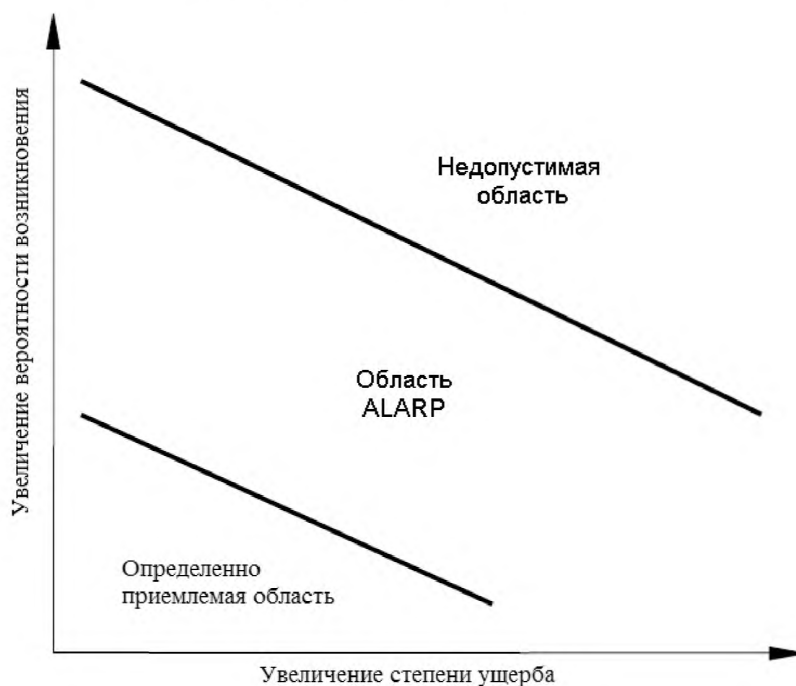 Увеличение вероятности возникновения
Недопустимая
область
Область
ALARP
Определенно
приемлемая область
Увеличение степени ущерба